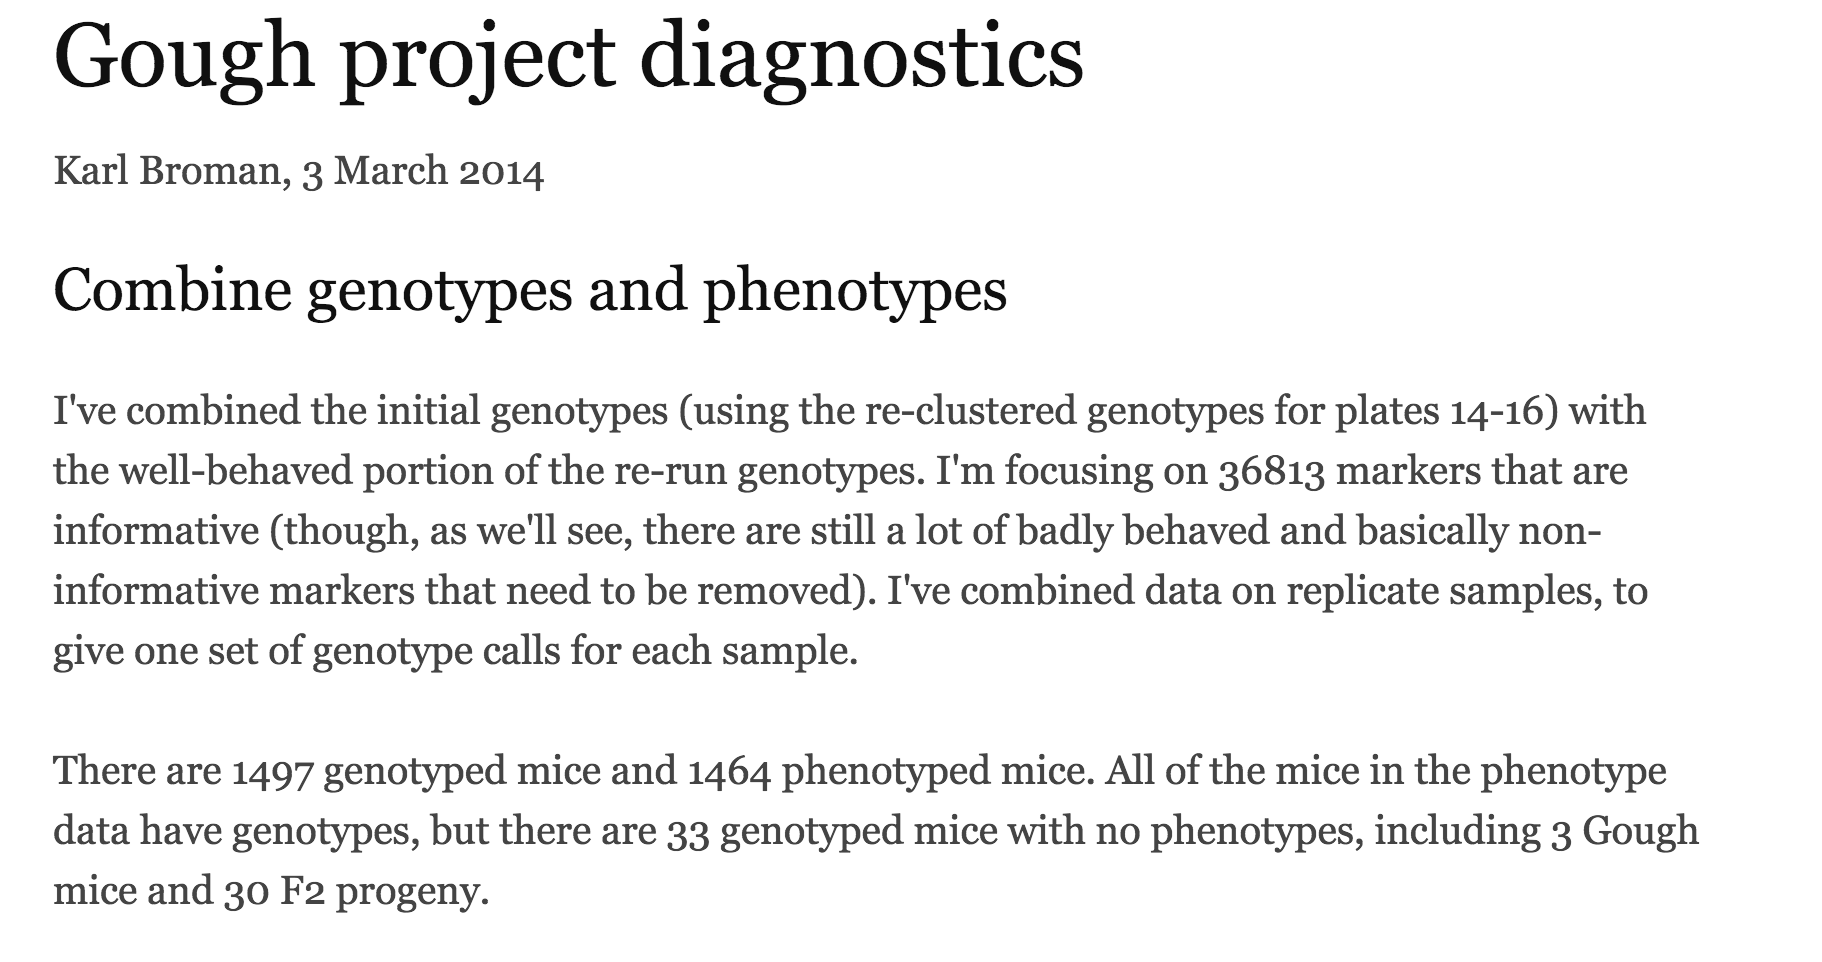 Gough project diagnostics
Karl Broman, 3 March 2014
Combine genotypes and phenotypes
I've combined the initial genotypes (using the re-clustered genotypes for plates 14-16) with
the well-behaved portion of the re-run genotypes. I'm focusing on 36813 markers that are
informative (though, as we'll see, there are still a lot of badly behaved and basically non-
informative markers that need to be removed). I've combined data on replicate samples, to
give one set of genotype calls for each sample.
There are 1497 genotyped mice and 1464 phenotyped mice. All of the mice in the phenotype
data have genotypes, but there are 33 genotyped mice with no phenotypes, including 3 Gough
mice and 30 F2 progeny.